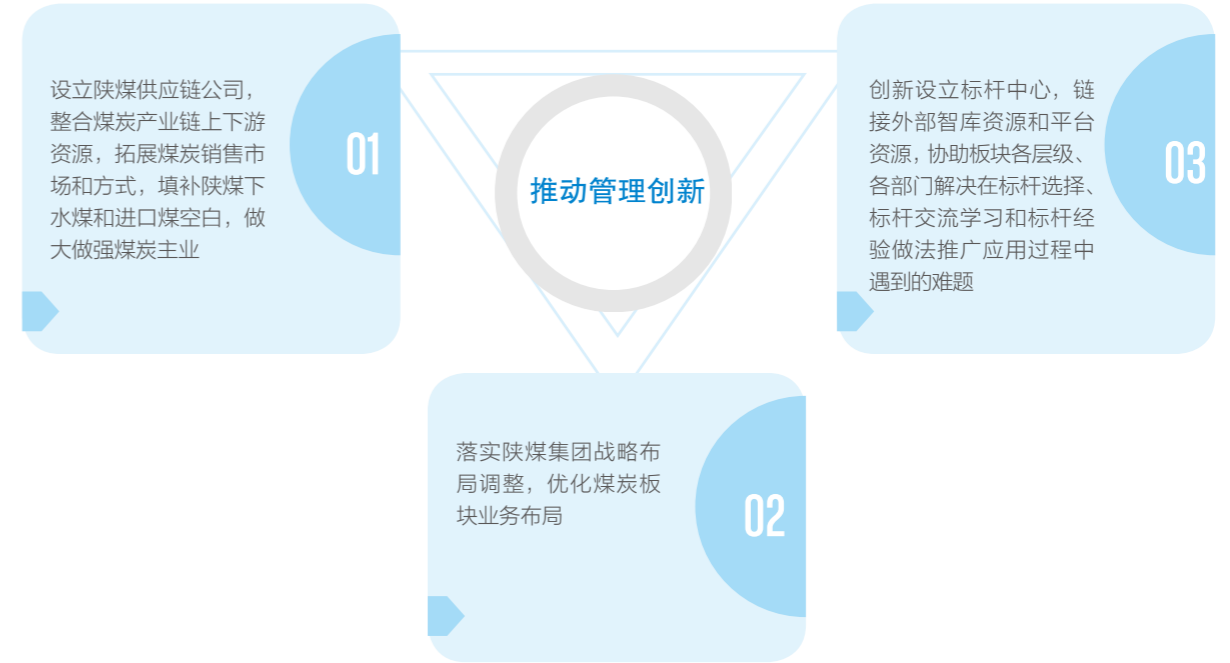 推动管理创新
设立陕煤供应链公司，
整合煤炭产业链上下游
资源，拓展煤炭销售市
场和方式，填补陕煤下
水煤和进口煤空白，做
大做强煤炭主业
01
落实陕煤集团战略布
局调整，优化煤炭板
块业务布局
02
创新设立标杆中心，链
接外部智库资源和平台
资源，协助板块各层级、
各部门解决在标杆选择、
标杆交流学习和标杆经
验做法推广应用过程中
遇到的难题
03